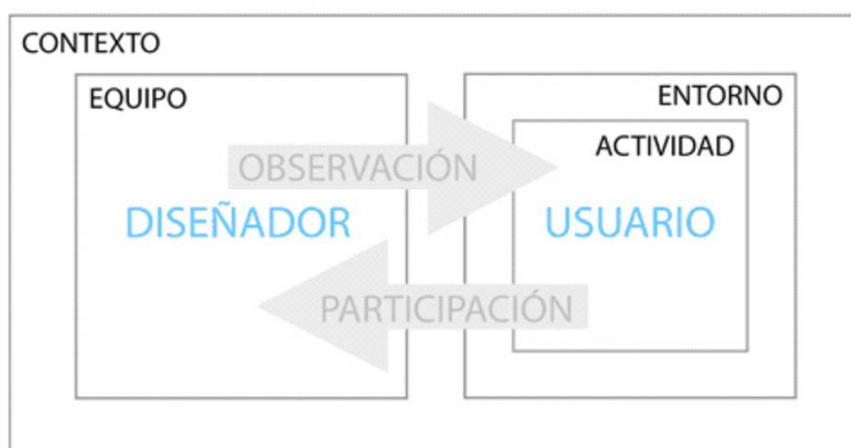 CONTEXTO
EQUIPO
ENTORNO
ACTIVIDAD
OBSERVACIÓN
DISEÑADOR
USUARIO
PARTICIPACIÓN